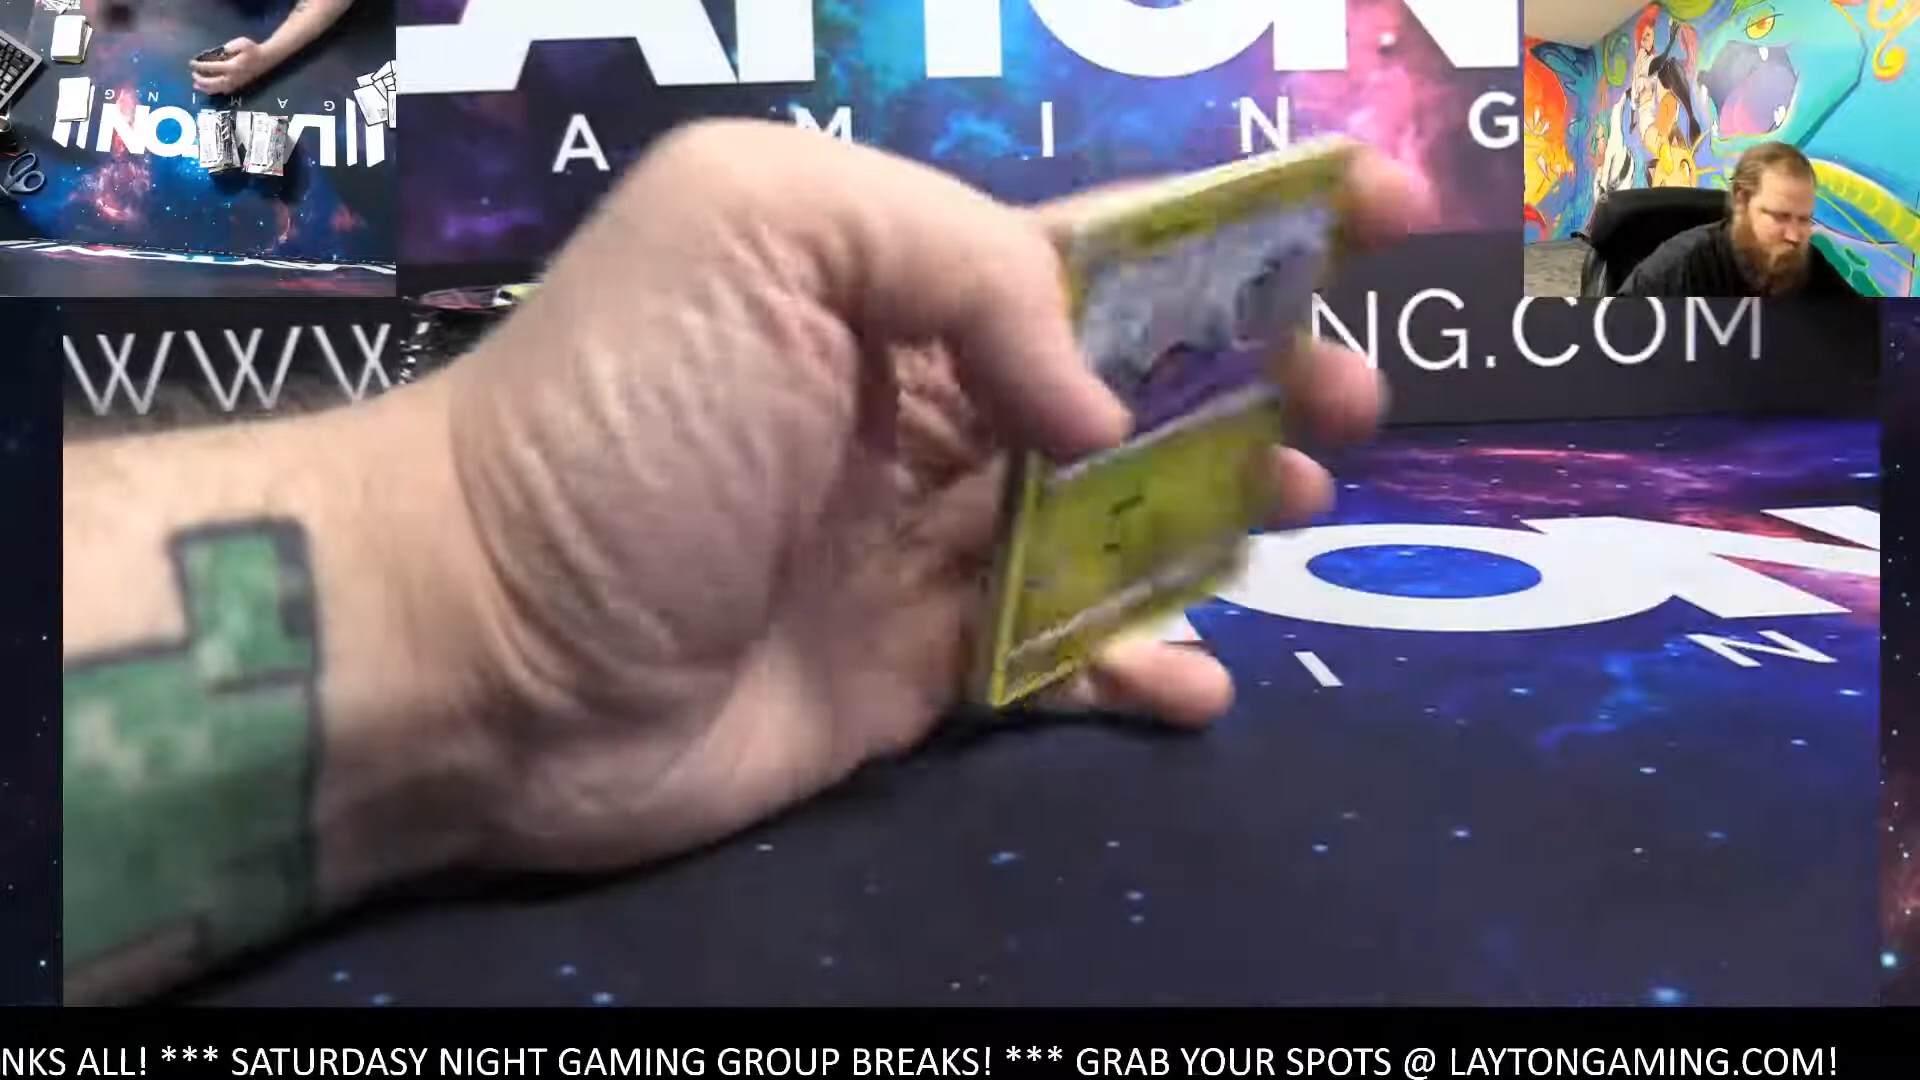 A M I N G
WWW
NG.COM
I N
G A M I N G
NKS ALL! *** SATURDASY NIGHT GAMING GROUP BREAKS! *** GRAB YOUR SPOTS @ LAYTONGAMING.COM!